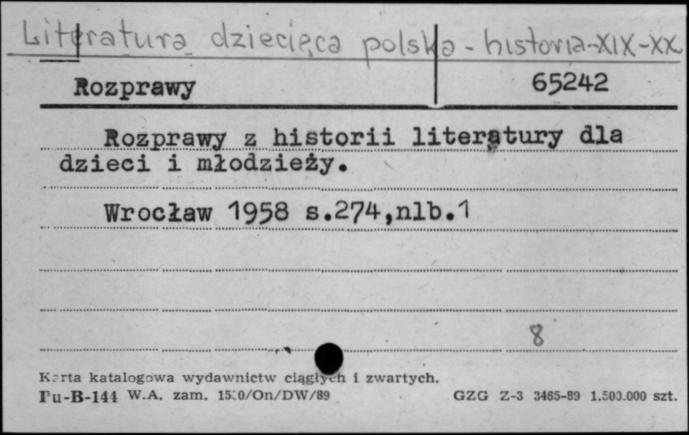 Literatura dziecięca polska - historia - XIX - XX
Rozprawy 65242
Rozprawy z historii literatury dla
dzieci i młodzieży.
Wrocław 1958 s.274,nlb.1
8
Karta katalogowa wydawnictw ciągłych i zwartych.
Pu-B-144 W.A. zam. /On/DW/89 GZG Z-3 3465-89 1.500.000 szt.